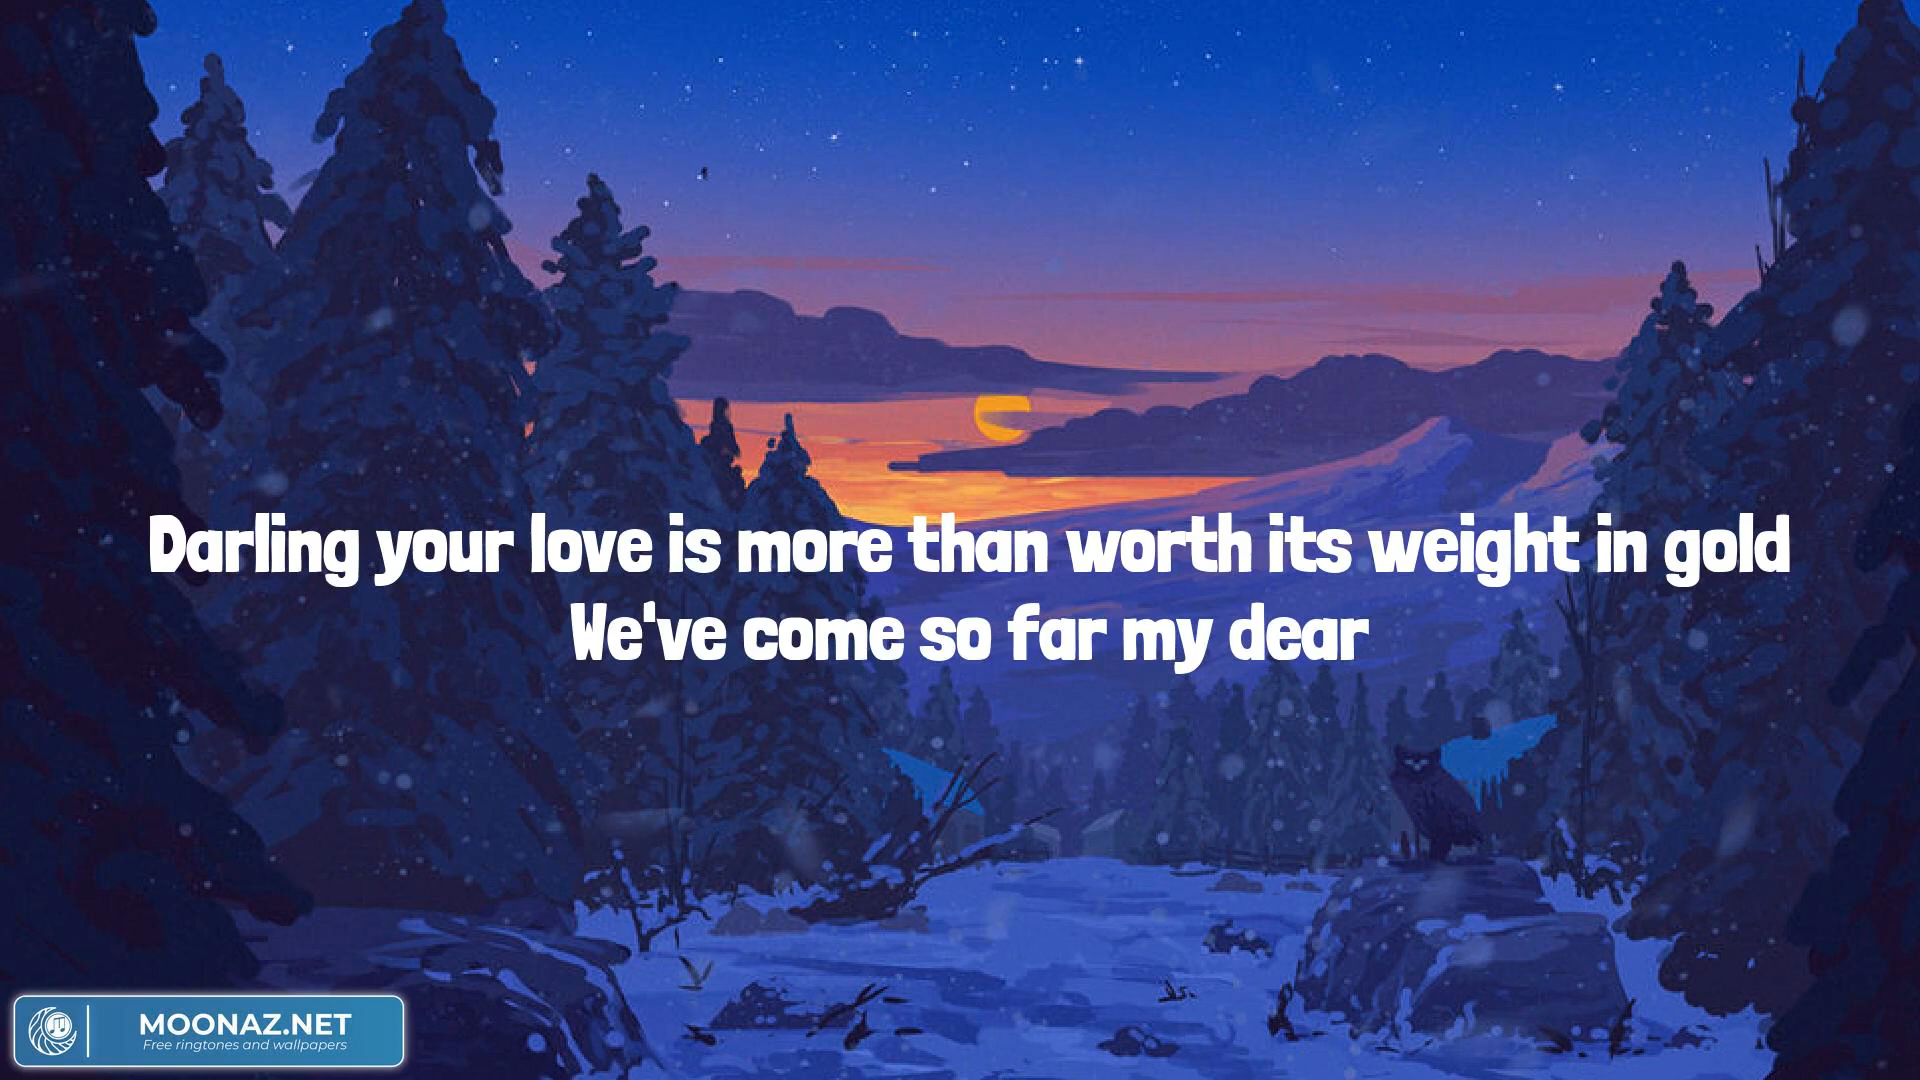 Darling your love is more than worth its weight in gold
We've come so far my dear
MOONAZ.NET
Free ringtones and wallpapers